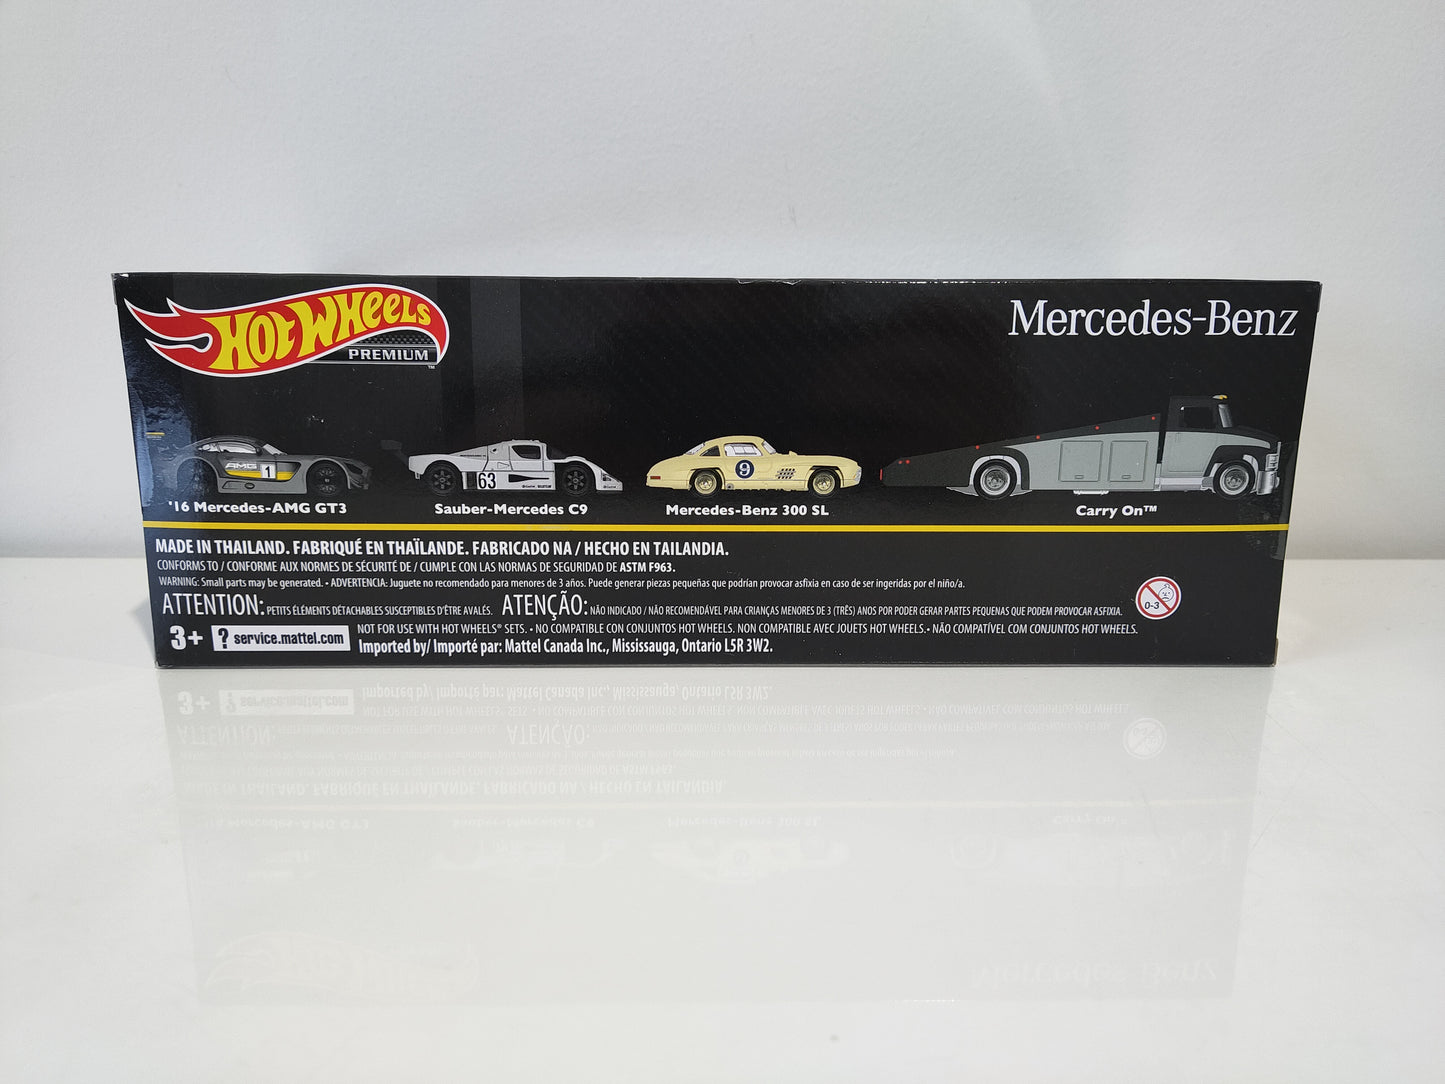 HOT WHEELS
PREMIUM™
Mercedes-Benz
AMG 1
63
9
'16 Mercedes-AMG GT3
Sauber-Mercedes C9
Mercedes-Benz 300 SL
Carry On™
MADE IN THAILAND. FABRIQUÉ EN THAÏLANDE. FABRICADO NA / HECHO EN TAILANDIA.
CONFORMS TO / CONFORME AUX NORMES DE SÉCURITÉ DE / CUMPLE CON LAS NORMAS DE SEGURIDAD DE ASTM F963.
WARNING: Small parts may be generated. • ADVERTENCIA: Juguete no recomendado para menores de 3 años. Puede generar piezas pequeñas que podrían provocar asfixia en caso de ser ingeridas por el niño/a.
ATTENTION: PETITS ÉLÉMENTS DÉTACHABLES SUSCEPTIBLES D'ÊTRE AVALÉS. ATENÇÃO: NÃO INDICADO / NÃO RECOMENDÁVEL PARA CRIANÇAS MENORES DE 3 (TRÊS) ANOS POR PODER GERAR PARTES PEQUENAS QUE PODEM PROVOCAR ASFIXIA.
0-3
3+ ? service.mattel.com
NOT FOR USE WITH HOT WHEELS® SETS. • NO COMPATIBLE CON CONJUNTOS HOT WHEELS. NON COMPATIBLE AVEC JOUETS HOT WHEELS. • NÃO COMPATÍVEL COM CONJUNTOS HOT WHEELS.
Imported by/ Importé par: Mattel Canada Inc., Mississauga, Ontario L5R 3W2.